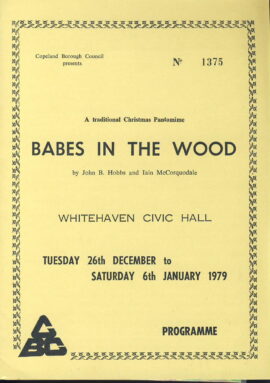 Copeland Borough Council
presents
Nº 1375
A traditional Christmas Pantomime
BABES IN THE WOOD
by John B. Hobbs and Iain McCorquodale
WHITEHAVEN CIVIC HALL
TUESDAY 26th DECEMBER to
SATURDAY 6th JANUARY 1979
CBC
PROGRAMME